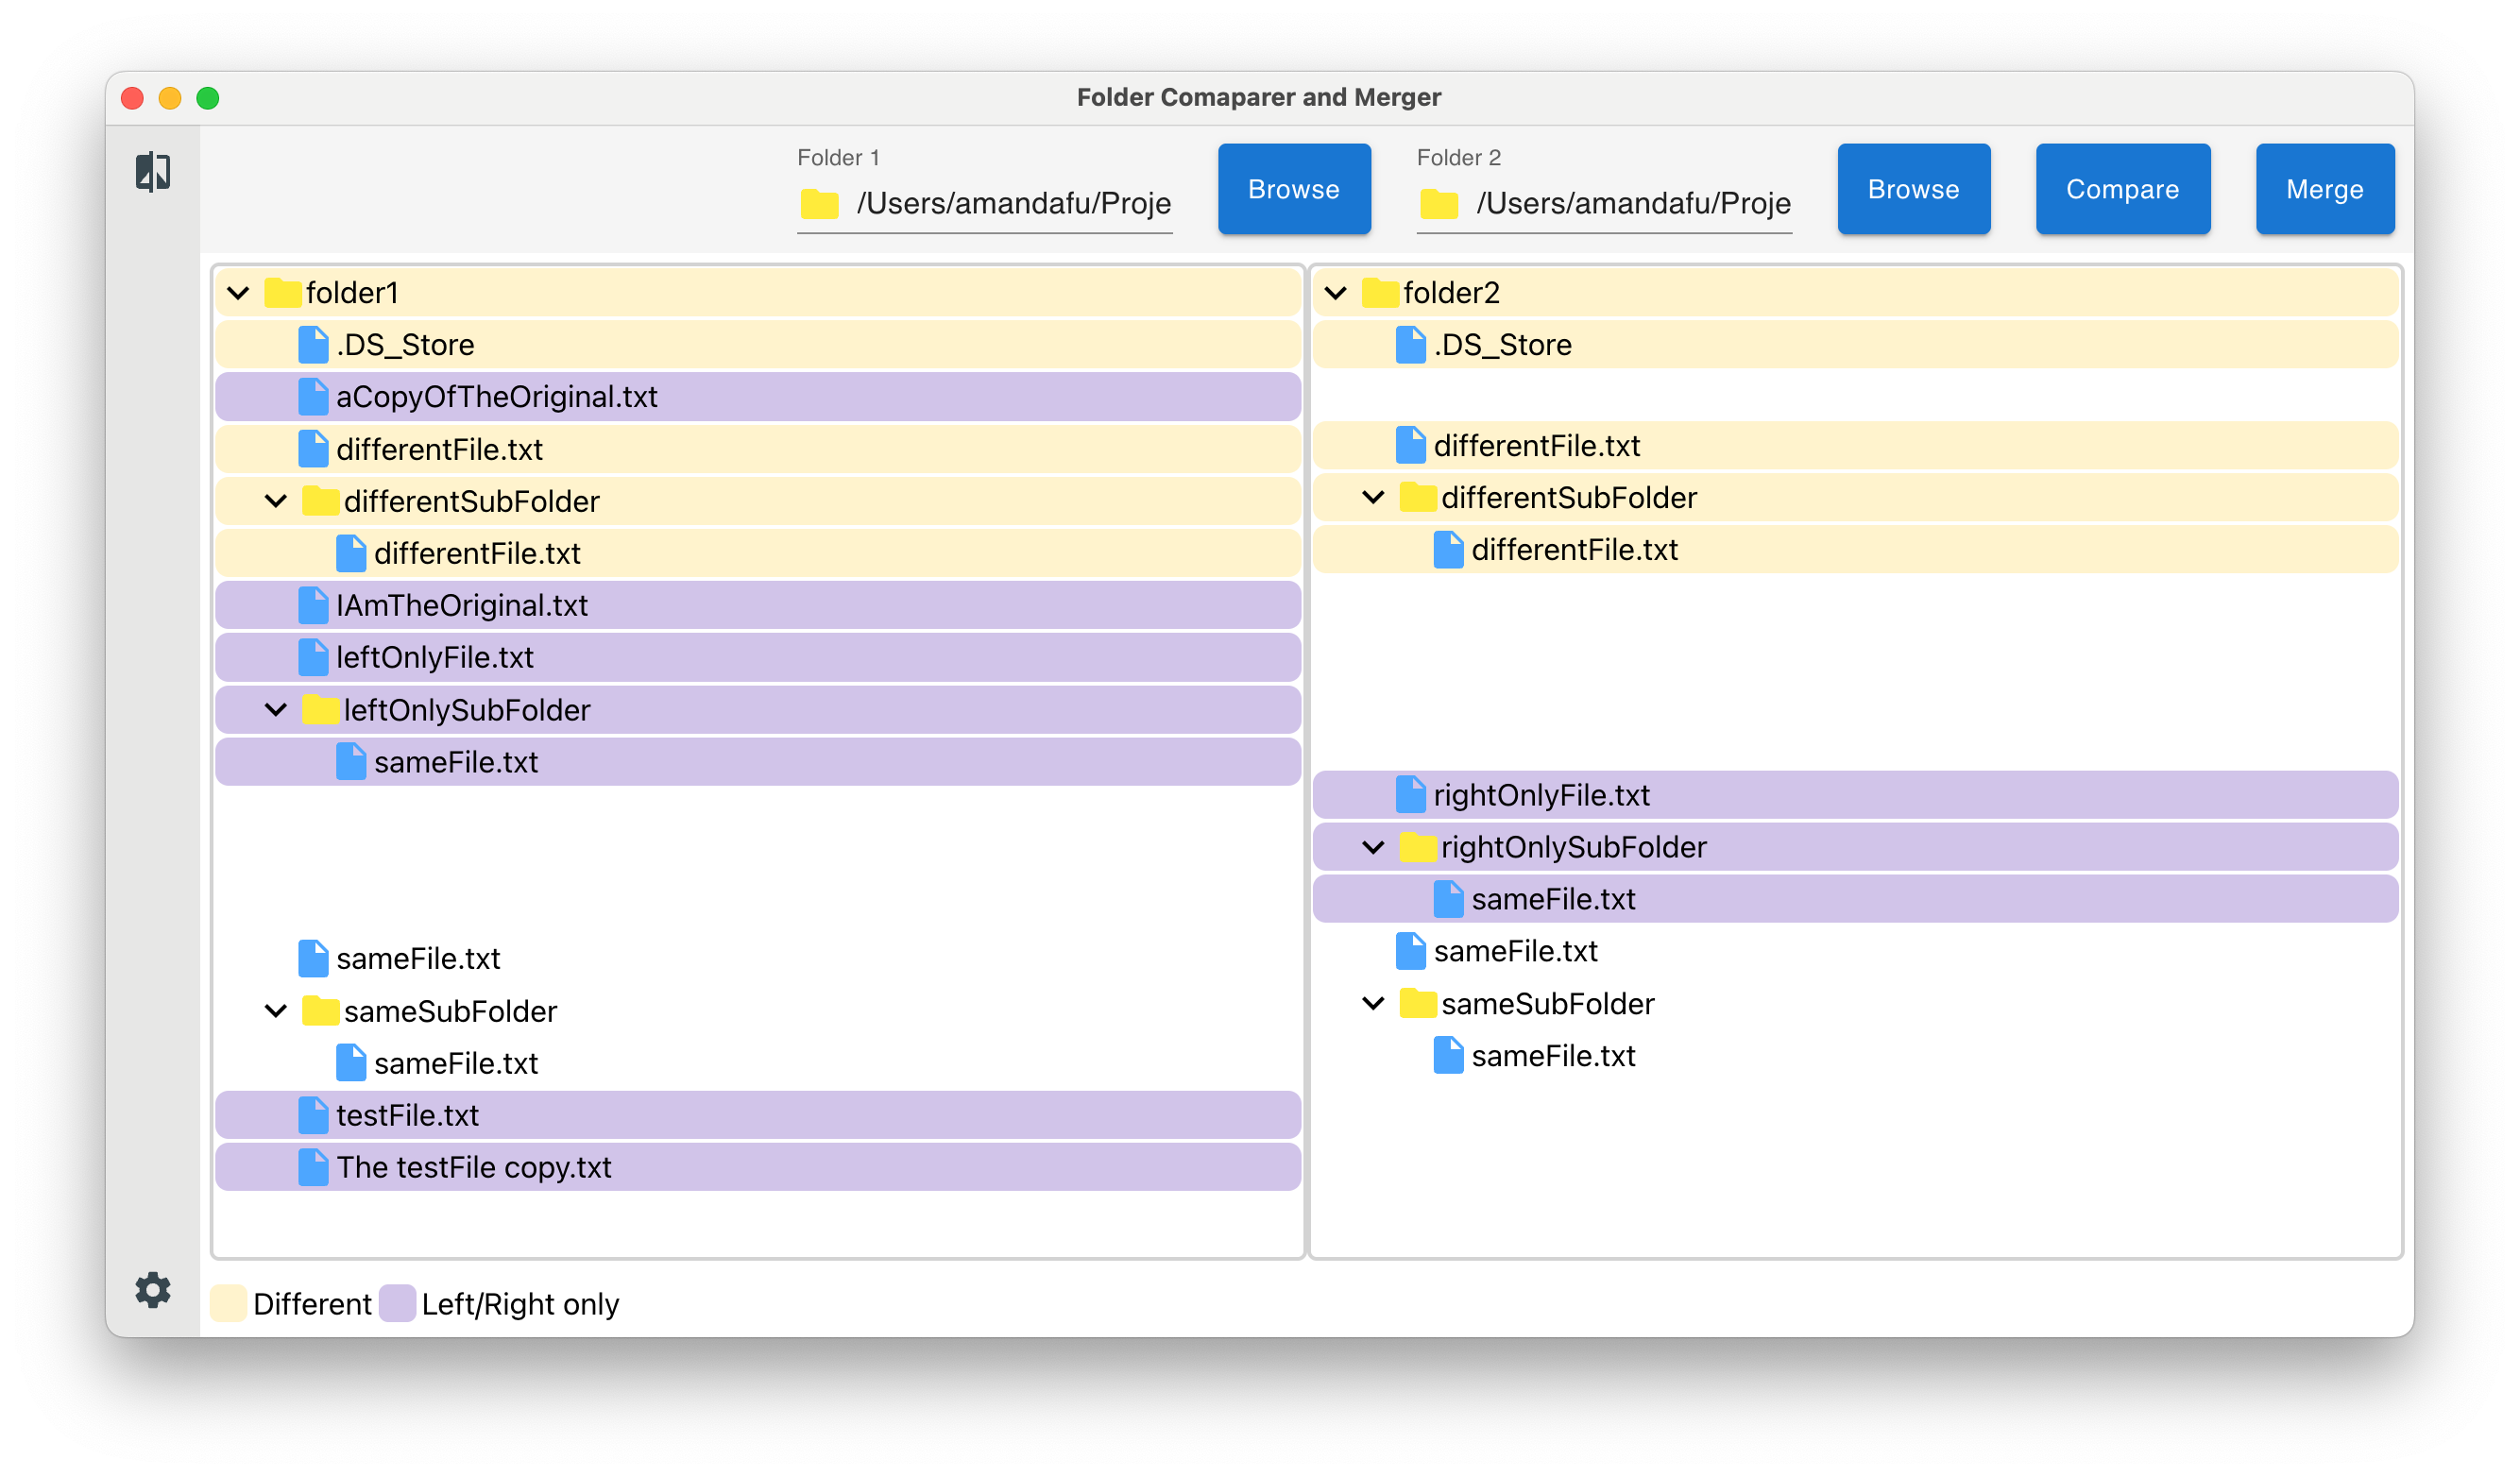 Folder Comaparer and Merger
Folder 1
/Users/amandafu/Proje
Browse
Folder 2
/Users/amandafu/Proje
Browse
Compare
Merge
folder1
.DS_Store
aCopyOfTheOriginal.txt
differentFile.txt
differentSubFolder
differentFile.txt
IAmTheOriginal.txt
leftOnlyFile.txt
leftOnlySubFolder
sameFile.txt
sameFile.txt
sameSubFolder
sameFile.txt
testFile.txt
The testFile copy.txt
folder2
.DS_Store
differentFile.txt
differentSubFolder
differentFile.txt
rightOnlyFile.txt
rightOnlySubFolder
sameFile.txt
sameFile.txt
sameSubFolder
sameFile.txt
Different
Left/Right only